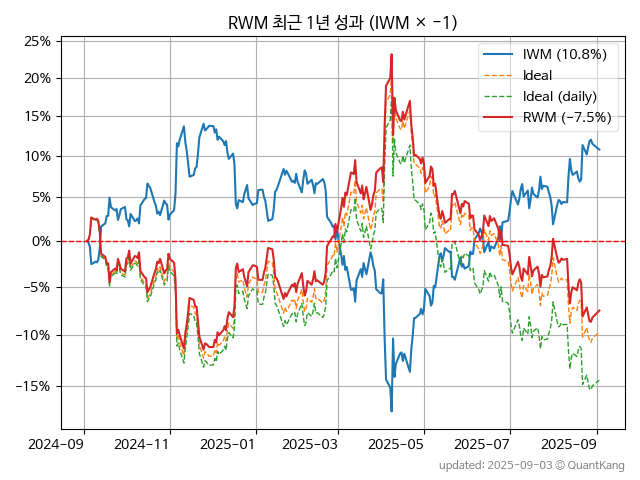 RWM 최근 1년 성과 (IWM × −1)
25%
20%
15%
10%
5%
0%
−5%
−10%
−15%
IWM (10.8%)
Ideal
Ideal (daily)
RWM (−7.5%)
2024-09
2024-11
2025-01
2025-03
2025-05
2025-07
2025-09
updated: 2025-09-03 ⓒ QuantKang